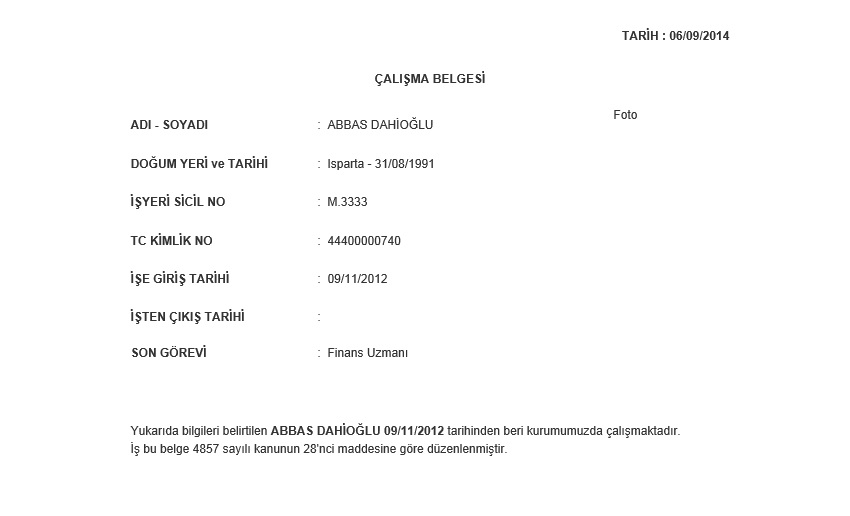 TARİH : 06/09/2014
ÇALIŞMA BELGESİ
Foto
ADI - SOYADI : ABBAS DAHİOĞLU
DOĞUM YERİ ve TARİHİ : Isparta - 31/08/1991
İŞYERİ SİCİL NO : M.3333
TC KİMLİK NO : 44400000740
İŞE GİRİŞ TARİHİ : 09/11/2012
İŞTEN ÇIKIŞ TARİHİ :
SON GÖREVİ : Finans Uzmanı
Yukarıda bilgileri belirtilen ABBAS DAHİOĞLU 09/11/2012 tarihinden beri kurumumuzda çalışmaktadır.
İş bu belge 4857 sayılı kanunun 28'nci maddesine göre düzenlenmiştir.